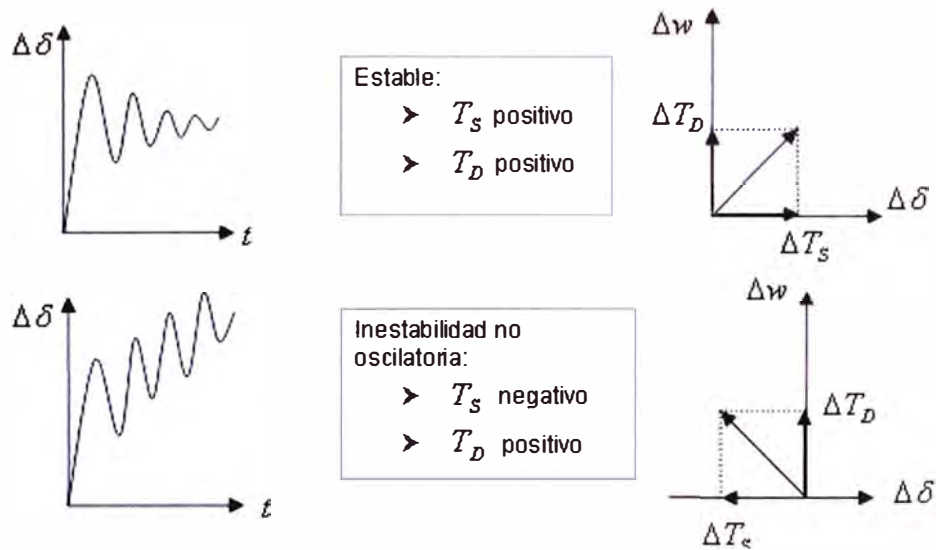 Δδ
t
Estable:
➤ T_S positivo
➤ T_D positivo
Δw
ΔT_D
Δδ
ΔT_S
Δδ
t
Inestabilidad no
oscilatoria:
➤ T_S negativo
➤ T_D positivo
Δw
ΔT_D
Δδ
ΔT_S